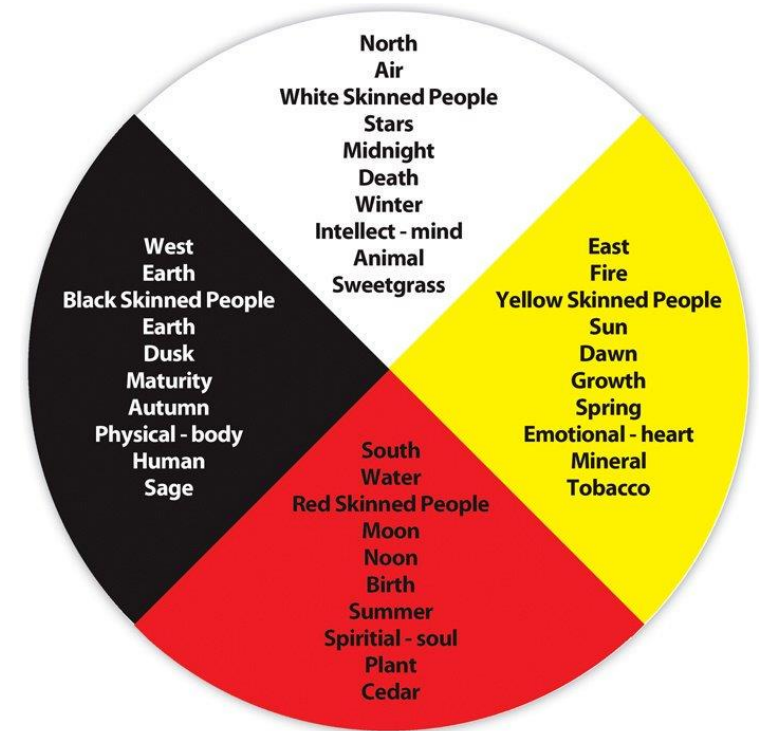 North
Air
White Skinned People
Stars
Midnight
Death
Winter
Intellect - mind
Animal
Sweetgrass
East
Fire
Yellow Skinned People
Sun
Dawn
Growth
Spring
Emotional - heart
Mineral
Tobacco
South
Water
Red Skinned People
Moon
Noon
Birth
Summer
Spiritial - soul
Plant
Cedar
West
Earth
Black Skinned People
Earth
Dusk
Maturity
Autumn
Physical - body
Human
Sage